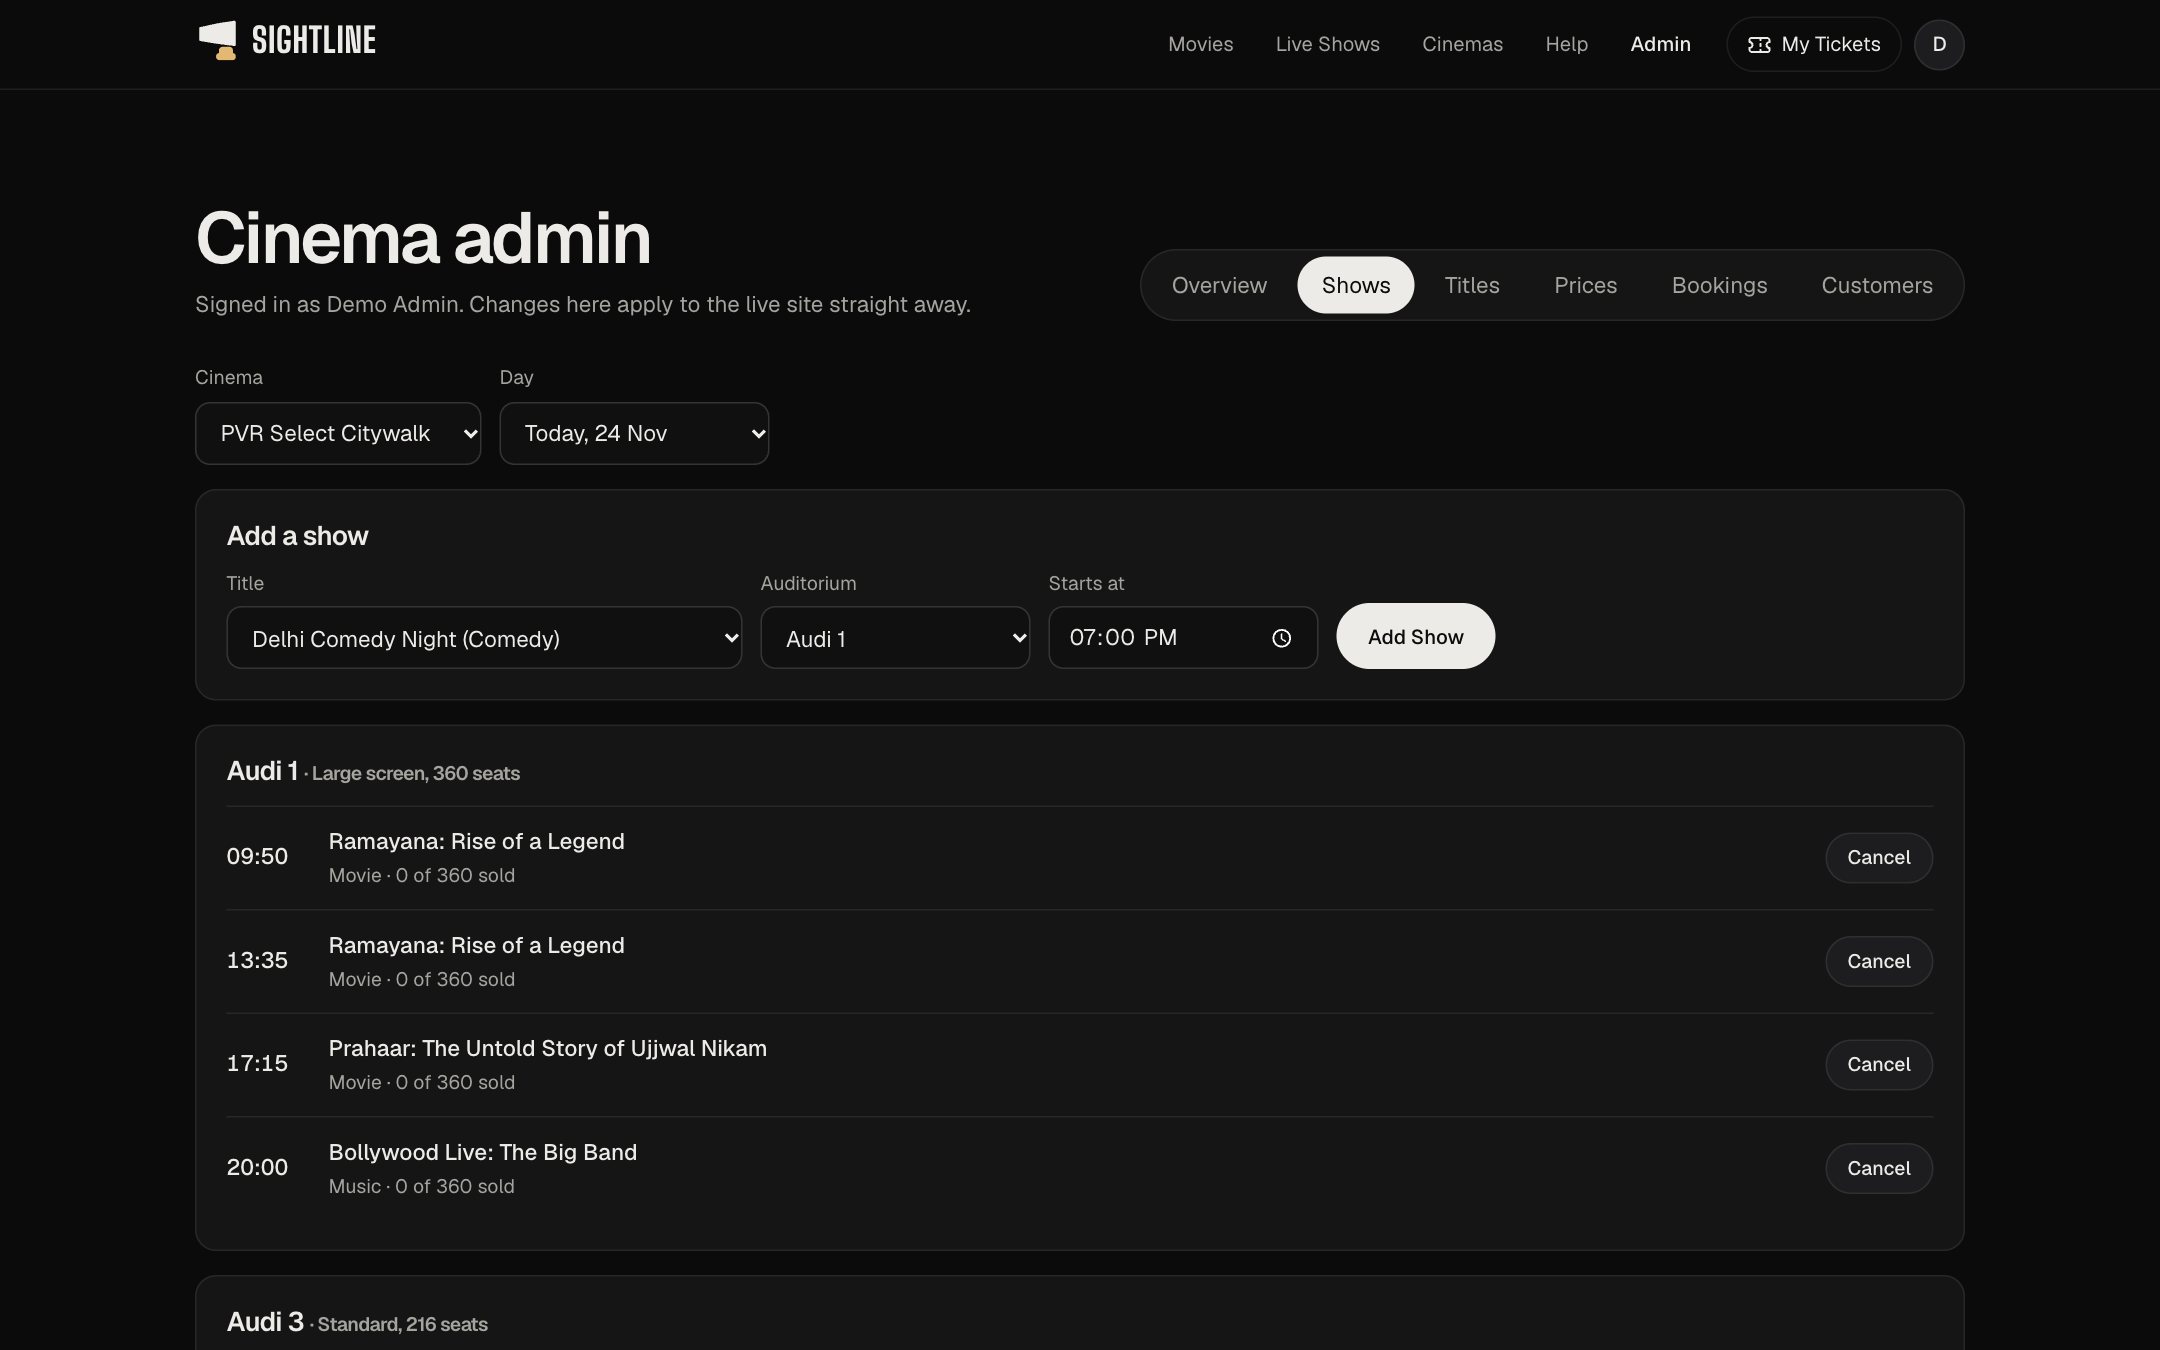 SIGHTLINE
Movies
Live Shows
Cinemas
Help
Admin
My Tickets
D
Cinema admin
Signed in as Demo Admin. Changes here apply to the live site straight away.
Overview
Shows
Titles
Prices
Bookings
Customers
Cinema
Day
PVR Select Citywalk
Today, 24 Nov
Add a show
Title
Auditorium
Starts at
Delhi Comedy Night (Comedy)
Audi 1
07:00 PM
Add Show
Audi 1 · Large screen, 360 seats
09:50
Ramayana: Rise of a Legend
Movie · 0 of 360 sold
Cancel
13:35
Ramayana: Rise of a Legend
Movie · 0 of 360 sold
Cancel
17:15
Prahaar: The Untold Story of Ujjwal Nikam
Movie · 0 of 360 sold
Cancel
20:00
Bollywood Live: The Big Band
Music · 0 of 360 sold
Cancel
Audi 3 · Standard, 216 seats